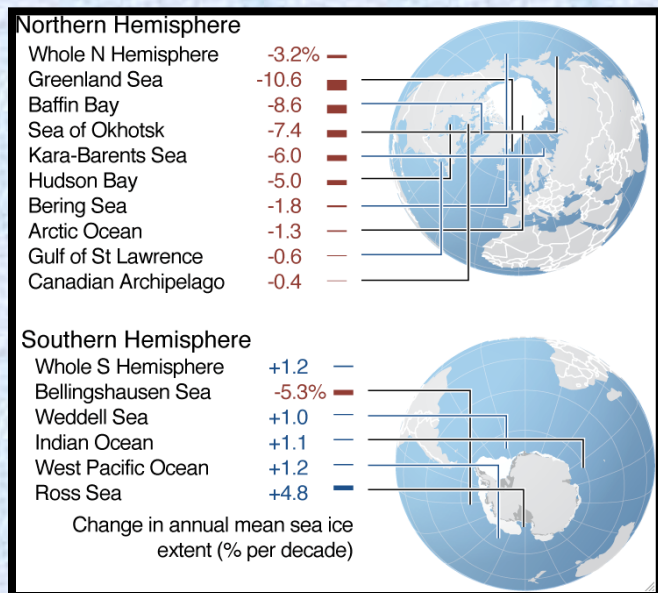 Northern Hemisphere
Whole N Hemisphere -3.2%
Greenland Sea -10.6
Baffin Bay -8.6
Sea of Okhotsk -7.4
Kara-Barents Sea -6.0
Hudson Bay -5.0
Bering Sea -1.8
Arctic Ocean -1.3
Gulf of St Lawrence -0.6
Canadian Archipelago -0.4
Southern Hemisphere
Whole S Hemisphere +1.2
Bellingshausen Sea -5.3%
Weddell Sea +1.0
Indian Ocean +1.1
West Pacific Ocean +1.2
Ross Sea +4.8
Change in annual mean sea ice
extent (% per decade)